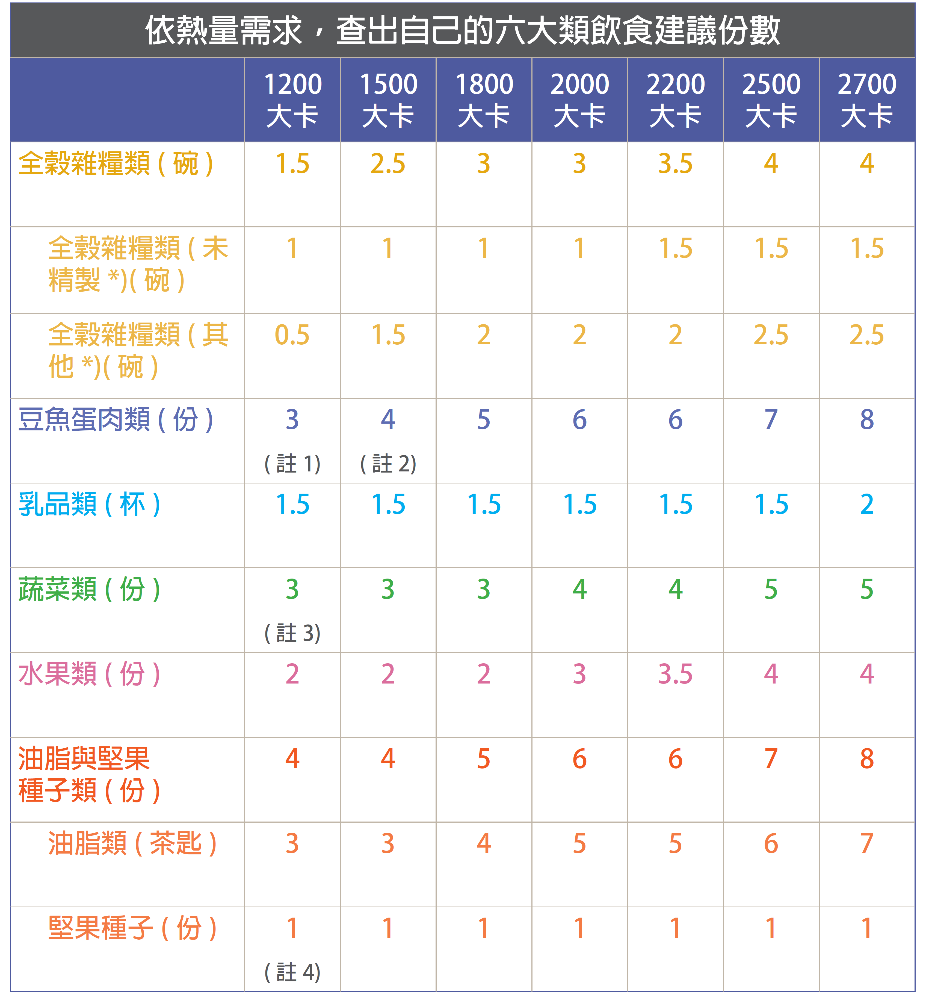 依熱量需求，查出自己的六大類飲食建議份數
1200 大卡 1500 大卡 1800 大卡 2000 大卡 2200 大卡 2500 大卡 2700 大卡
全穀雜糧類 ( 碗 ) 1.5 2.5 3 3 3.5 4 4
全穀雜糧類 ( 未 1 1 1 1 1.5 1.5 1.5
精製 *)( 碗 )
全穀雜糧類 ( 其 0.5 1.5 2 2 2 2.5 2.5
他 *)( 碗 )
豆魚蛋肉類 ( 份 ) 3 4 5 6 6 7 8
( 註 1) ( 註 2)
乳品類 ( 杯 ) 1.5 1.5 1.5 1.5 1.5 1.5 2
蔬菜類 ( 份 ) 3 3 3 4 4 5 5
( 註 3)
水果類 ( 份 ) 2 2 2 3 3.5 4 4
油脂與堅果 4 4 5 6 6 7 8
種子類 ( 份 )
油脂類 ( 茶匙 ) 3 3 4 5 5 6 7
堅果種子 ( 份 ) 1 1 1 1 1 1 1
( 註 4)